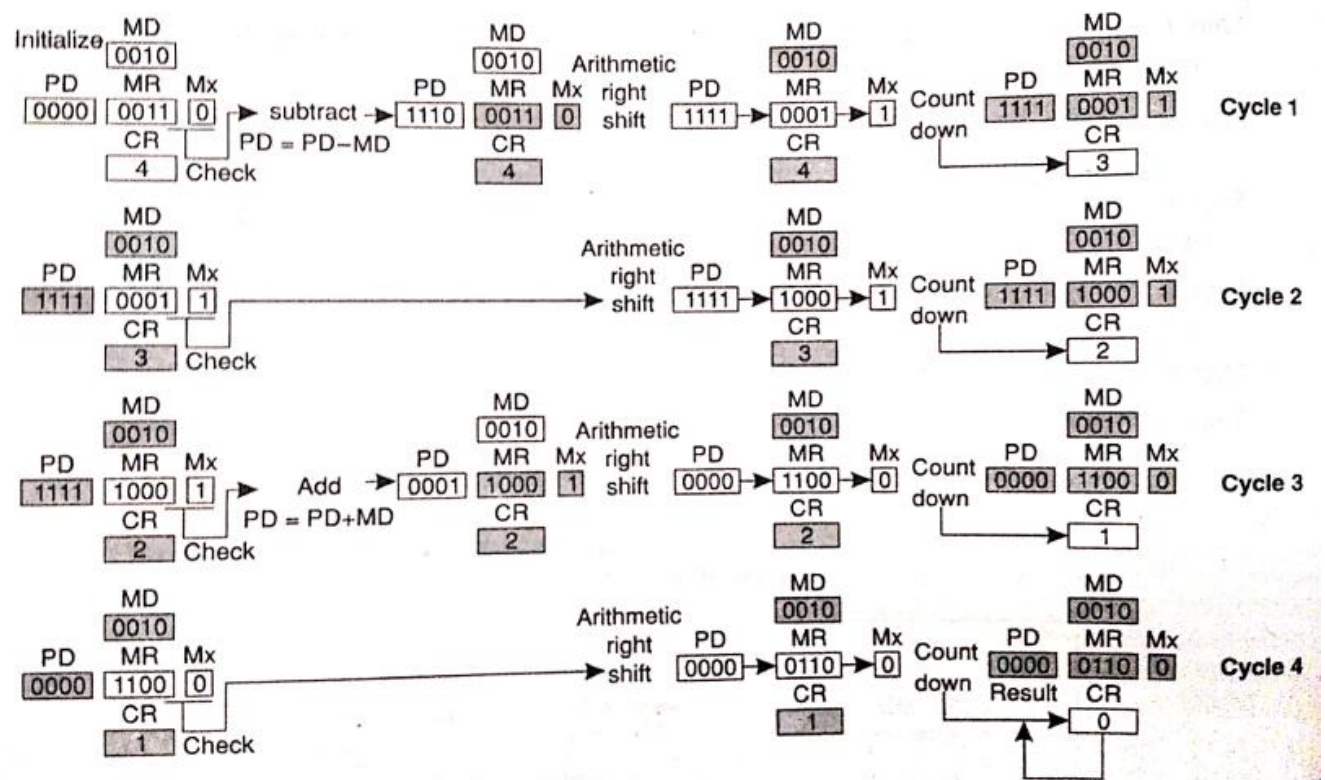 MD MD MD MD
Initialize 0010 0010 Arithmetic 0010 0010
PD MR Mx PD MR Mx right PD MR Mx Count PD MR Mx
0000 0011 0 subtract 1110 0011 0 shift 1111 0001 1 down 1111 0001 1 Cycle 1
CR PD = PD–MD CR CR CR
4 Check 4 4 3
MD MD MD
0010 Arithmetic 0010 0010
PD MR Mx right PD MR Mx Count PD MR Mx
1111 0001 1 shift 1111 1000 1 down 1111 1000 1 Cycle 2
CR CR CR
3 Check 3 2
MD MD MD MD
0010 0010 Arithmetic 0010 0010
PD MR Mx PD MR Mx right PD MR Mx Count PD MR Mx
1111 1000 1 Add 0001 1000 1 shift 0000 1100 0 down 0000 1100 0 Cycle 3
CR PD = PD+MD CR CR CR
2 Check 2 2 1
MD MD MD
0010 Arithmetic 0010 0010
PD MR Mx right PD MR Mx Count PD MR Mx
0000 1100 0 shift 0000 0110 0 down 0000 0110 0 Cycle 4
CR CR Result CR
1 Check 1 0